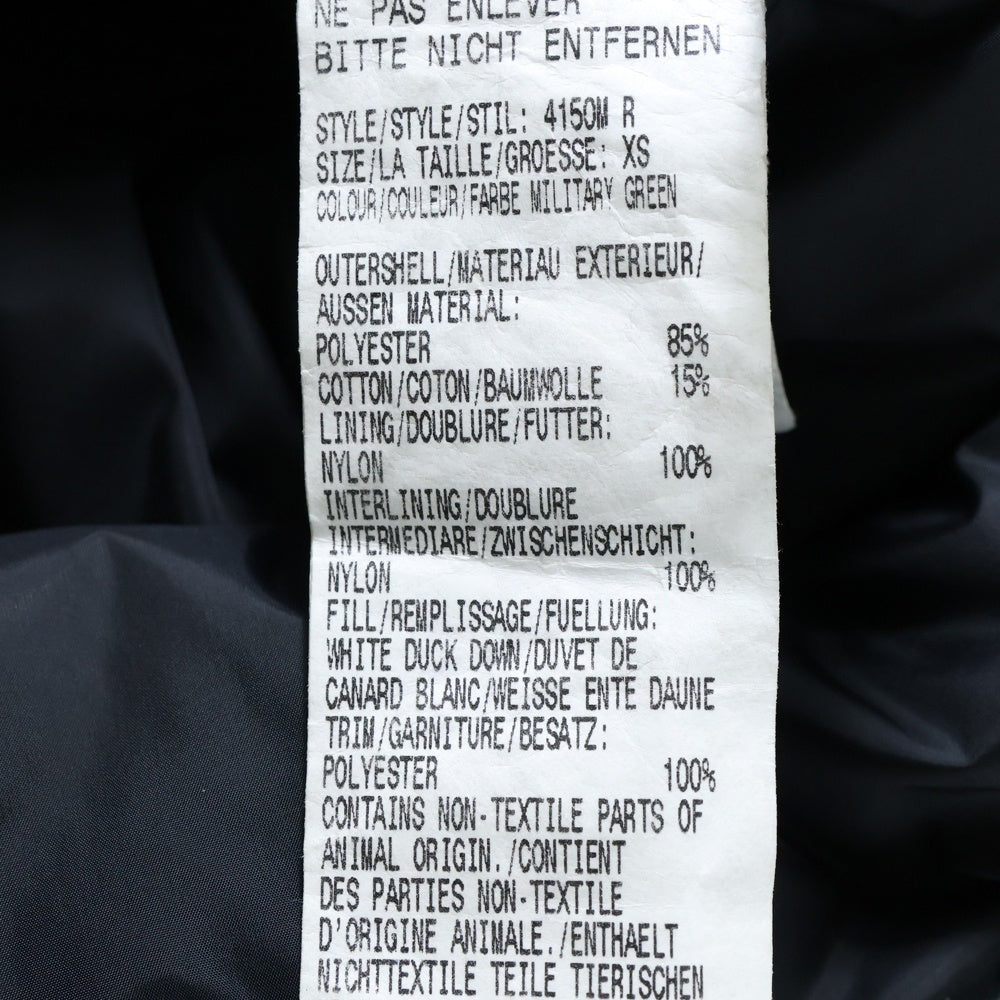 NE PAS ENLEVER
BITTE NICHT ENTFERNEN
STYLE/STYLE/STIL: 4150M R
SIZE/LA TAILLE/GROESSE: XS
COLOUR/COULEUR/FARBE MILITARY GREEN
OUTERSHELL/MATERIAU EXTERIEUR/
AUSSEN MATERIAL:
POLYESTER 85%
COTTON/COTON/BAUMWOLLE 15%
LINING/DOUBLURE/FUTTER:
NYLON 100%
INTERLINING/DOUBLURE
INTERMEDIARE/ZWISCHENSCHICHT:
NYLON 100%
FILL/REMPLISSAGE/FUELLUNG:
WHITE DUCK DOWN/DUVET DE
CANARD BLANC/WEISSE ENTE DAUNE
TRIM/GARNITURE/BESATZ:
POLYESTER 100%
CONTAINS NON-TEXTILE PARTS OF
ANIMAL ORIGIN./CONTIENT
DES PARTIES NON-TEXTILE
D'ORIGINE ANIMALE./ENTHAELT
NICHTTEXTILE TEILE TIERISCHEN